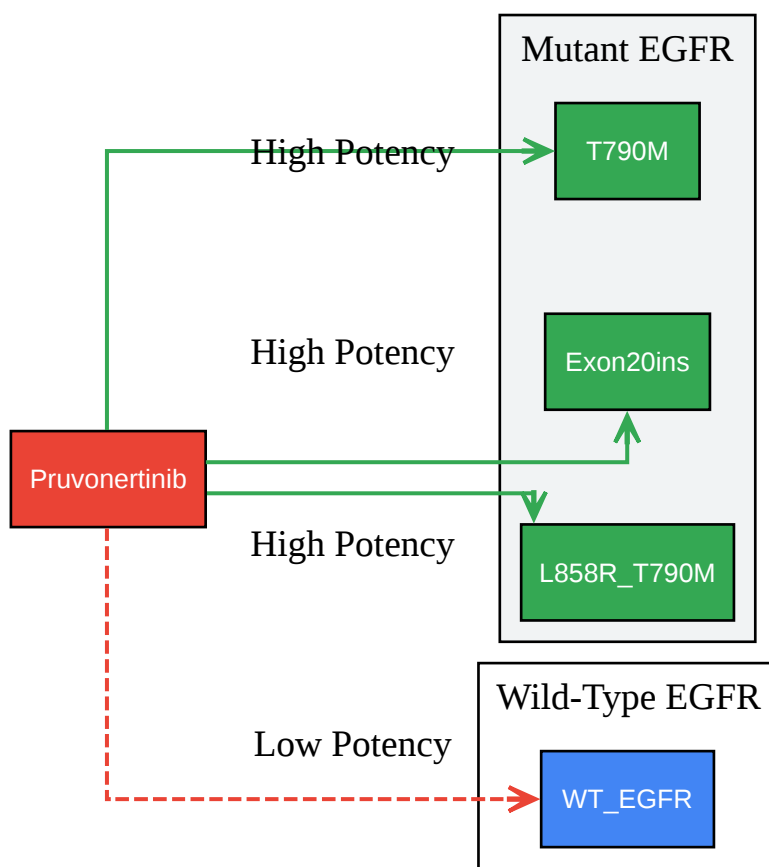 Mutant EGFR
High Potency
T790M
High Potency
Exon20ins
Pruvonertinib
High Potency
L858R_T790M
Wild-Type EGFR
Low Potency
WT_EGFR